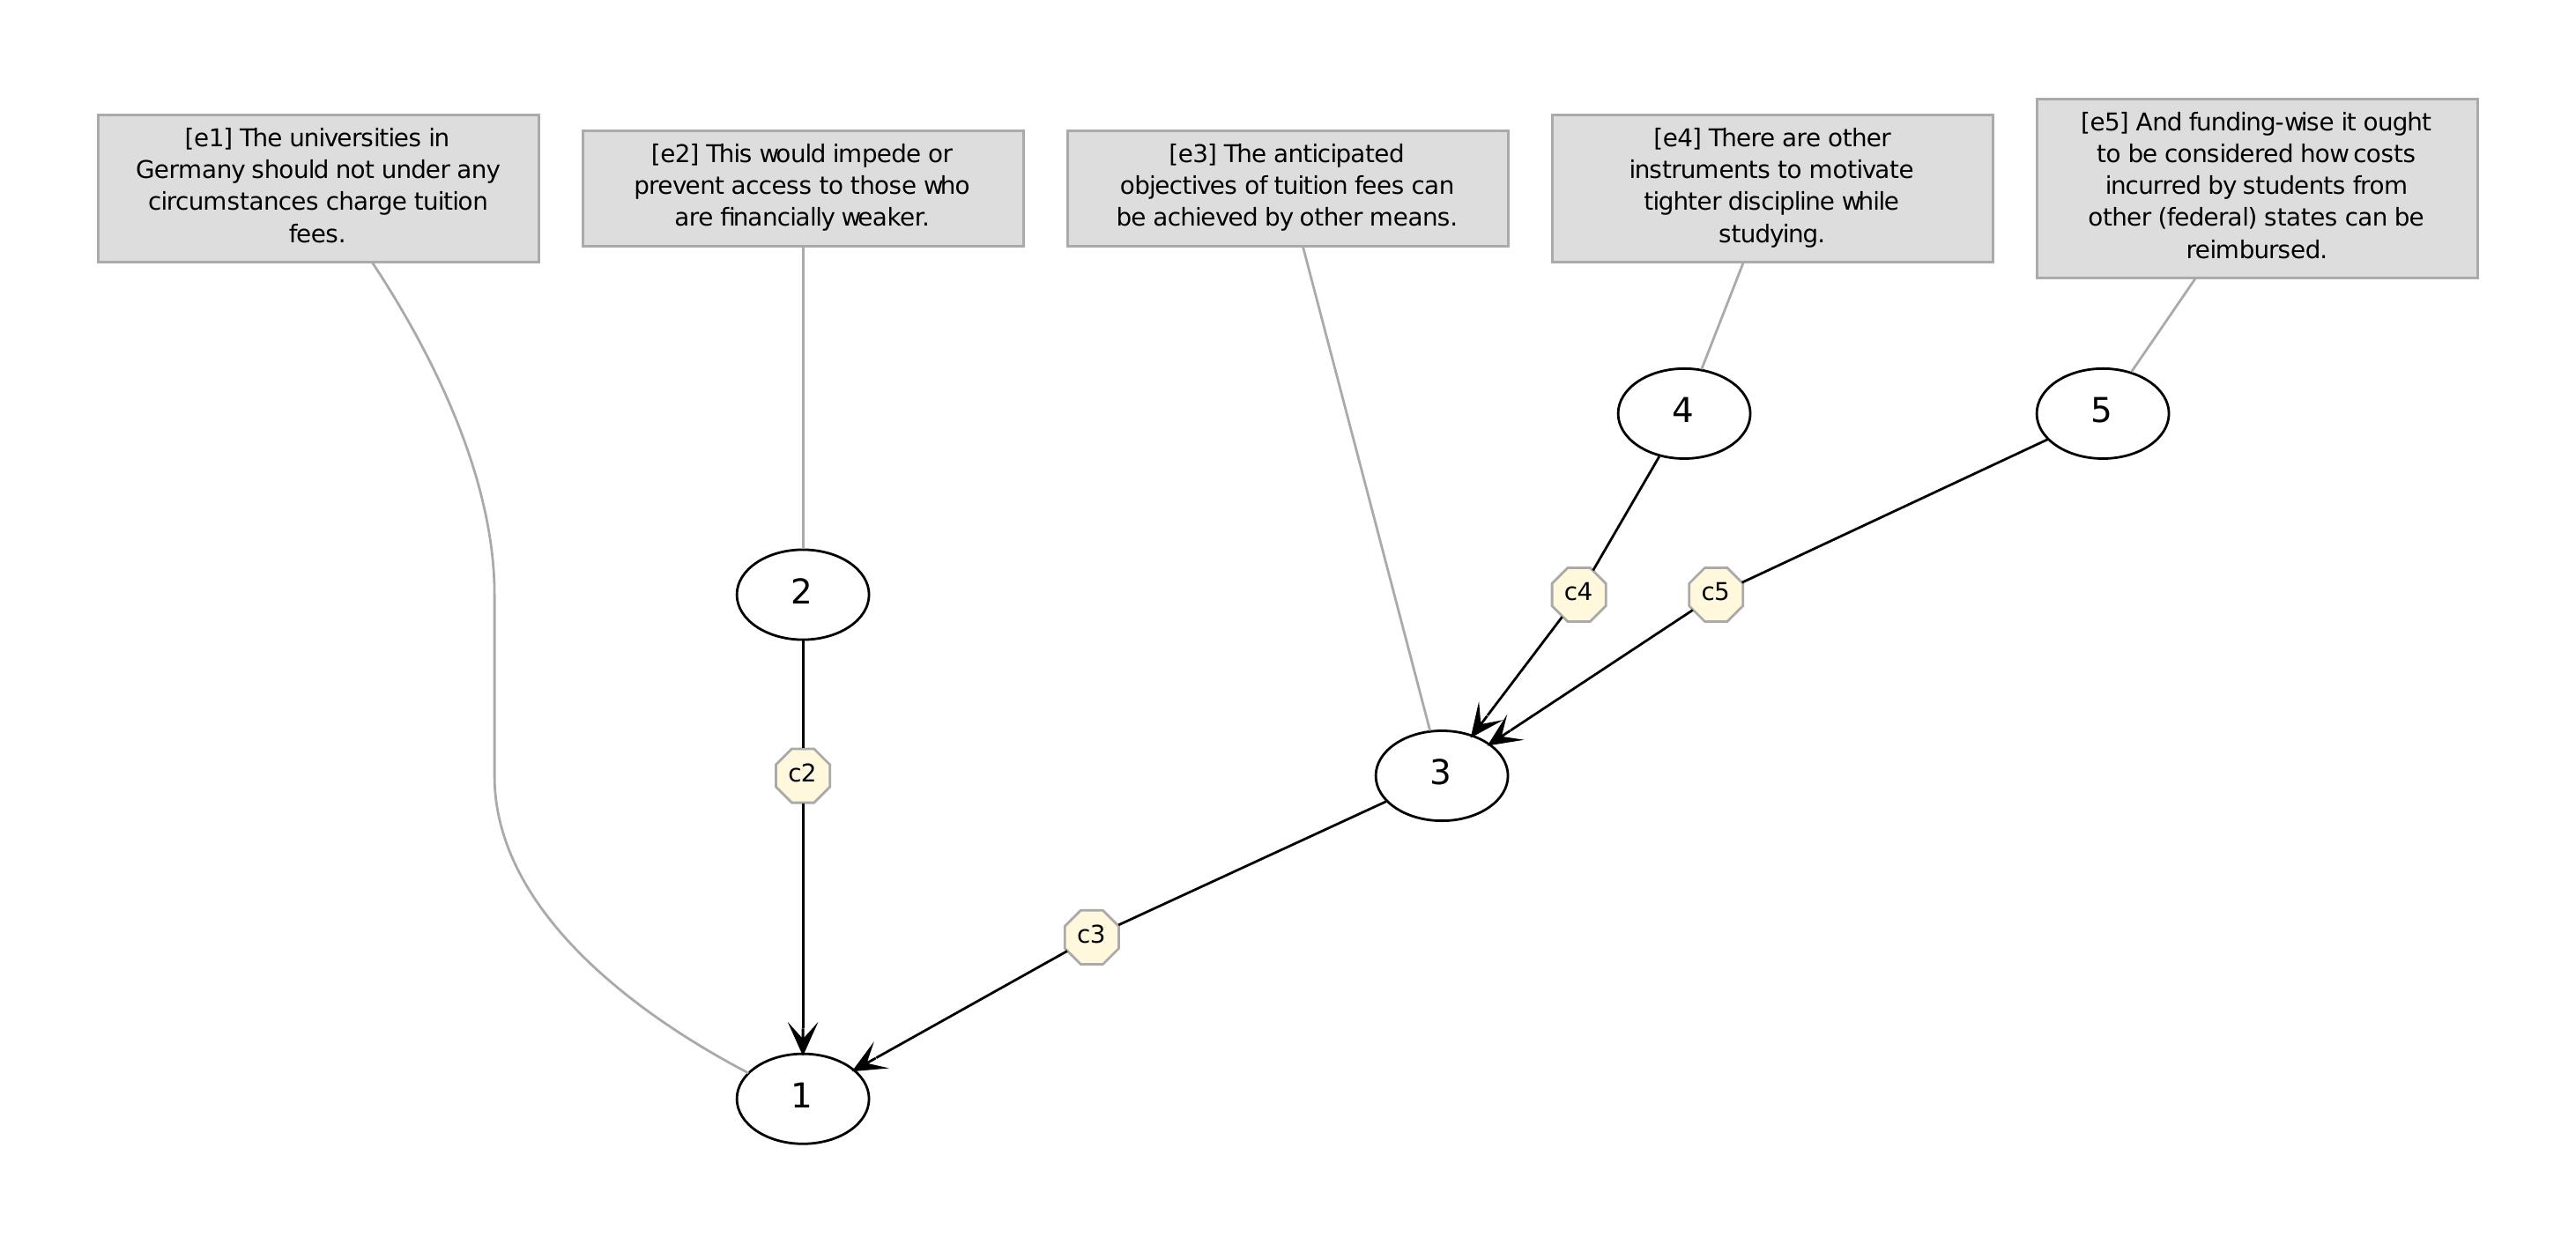 [e1] The universities in
Germany should not under any
circumstances charge tuition
fees.
[e2] This would impede or
prevent access to those who
are financially weaker.
[e3] The anticipated
objectives of tuition fees can
be achieved by other means.
[e4] There are other
instruments to motivate
tighter discipline while
studying.
[e5] And funding-wise it ought
to be considered how costs
incurred by students from
other (federal) states can be
reimbursed.
4
5
2
c4
c5
c2
3
c3
1